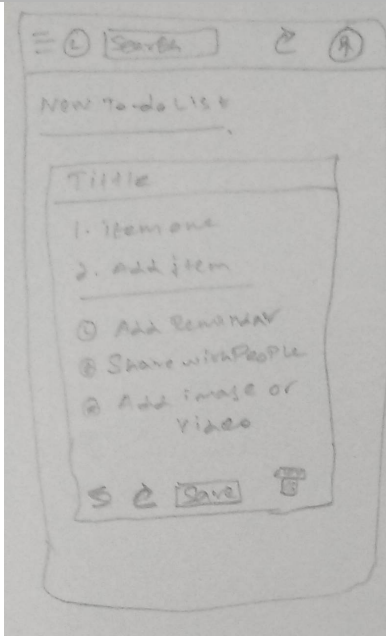 L Search
New To-do List
Tittle
1. item one
2. Add item
Add Remindar
Share with People
Add image or
Video
Save